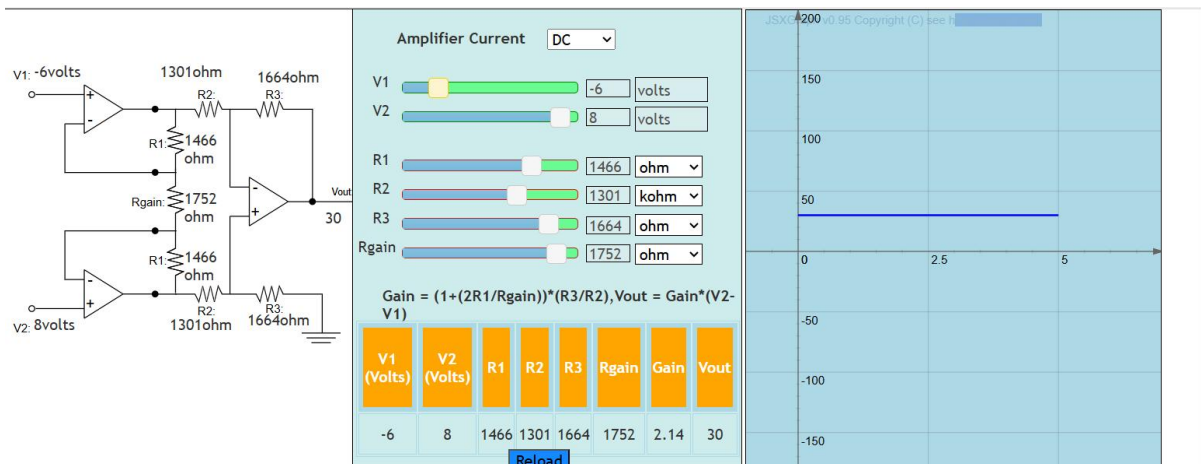 V1: -6volts
1301ohm
R2:
1664ohm
R3:
+
-
R1:
1466
ohm
Rgain:
1752
ohm
-
+
Vout
30
R1:
1466
ohm
-
+
V2: 8volts
R2:
1301ohm
R3:
1664ohm
Amplifier Current DC
V1 -6 volts
V2 8 volts
R1 1466 ohm
R2 1301 kohm
R3 1664 ohm
Rgain 1752 ohm
Gain = (1+(2R1/Rgain))*(R3/R2),Vout = Gain*(V2-
V1)
V1 (Volts) V2 (Volts) R1 R2 R3 Rgain Gain Vout
-6 8 1466 1301 1664 1752 2.14 30
Reload
v0.95 Copyright (C) see
200
150
100
50
0 2.5 5
-50
-100
-150